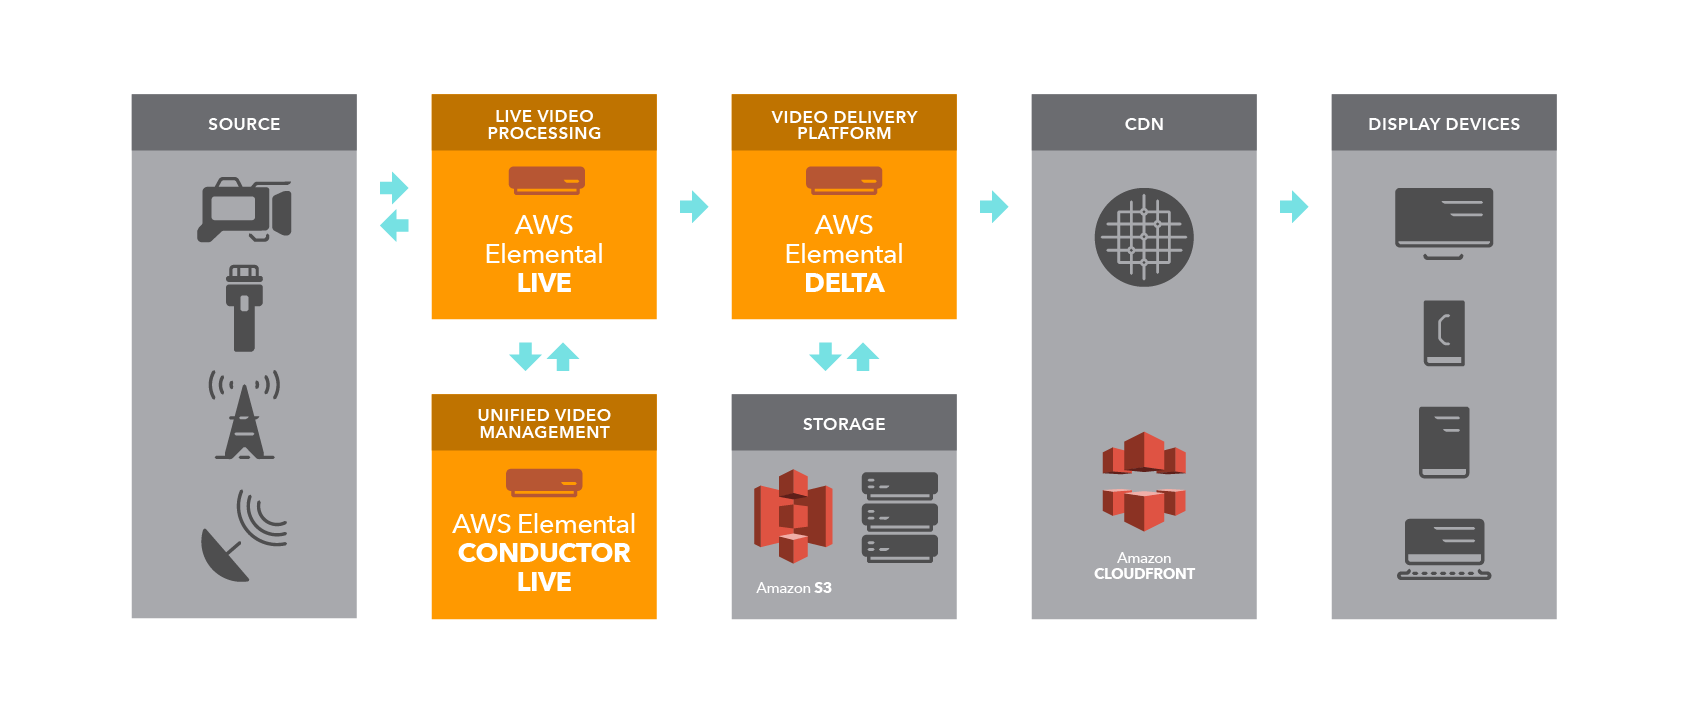 SOURCE
LIVE VIDEO
PROCESSING
AWS
Elemental
LIVE
VIDEO DELIVERY
PLATFORM
AWS
Elemental
DELTA
CDN
DISPLAY DEVICES
UNIFIED VIDEO
MANAGEMENT
AWS Elemental
CONDUCTOR
LIVE
STORAGE
Amazon S3
Amazon
CLOUDFRONT